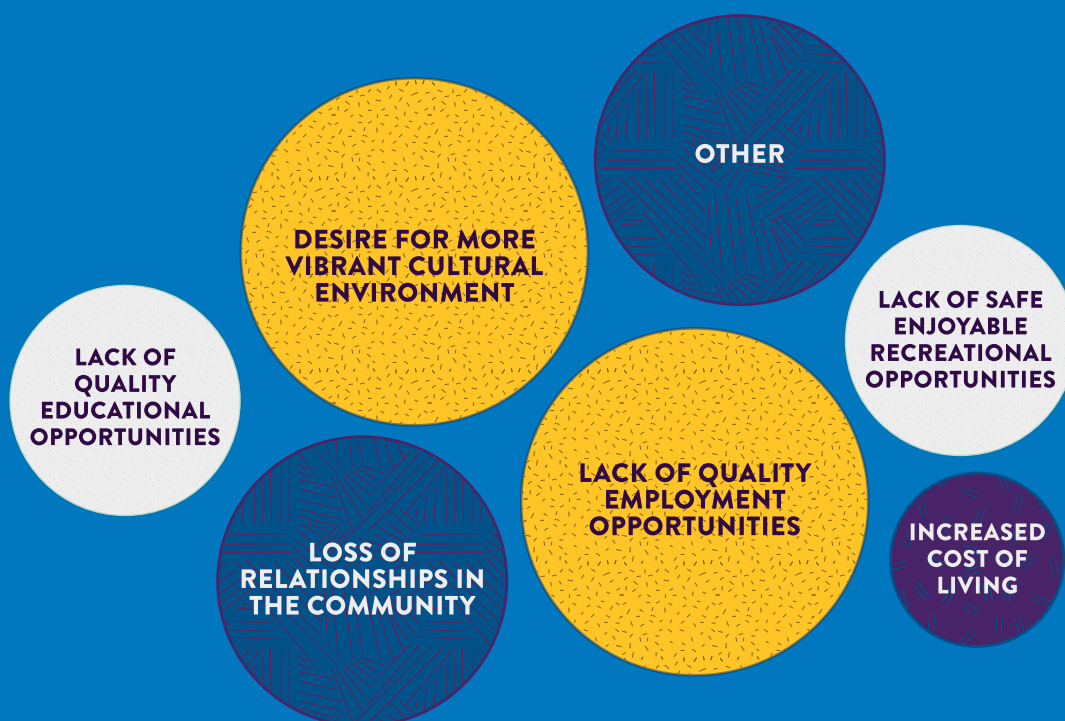 OTHER
DESIRE FOR MORE
VIBRANT CULTURAL
ENVIRONMENT
LACK OF SAFE
ENJOYABLE
RECREATIONAL
OPPORTUNITIES
LACK OF
QUALITY
EDUCATIONAL
OPPORTUNITIES
LACK OF QUALITY
EMPLOYMENT
OPPORTUNITIES
INCREASED
COST OF
LIVING
LOSS OF
RELATIONSHIPS IN
THE COMMUNITY